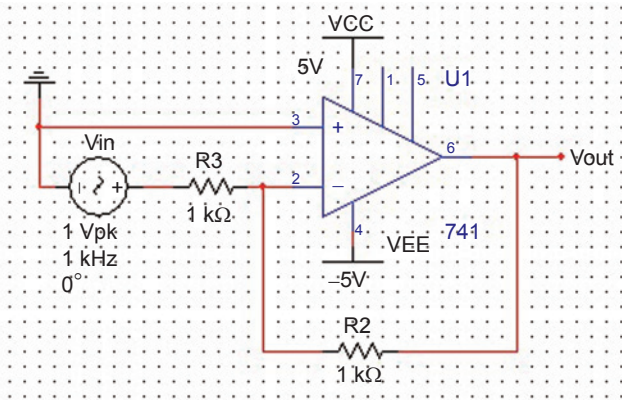 VCC
5V
7
1
5
U1
3
+
Vin
R3
2
−
6
Vout
− +
1 kΩ
4
741
1 Vpk
VEE
1 kHz
0°
−5V
R2
1 kΩ